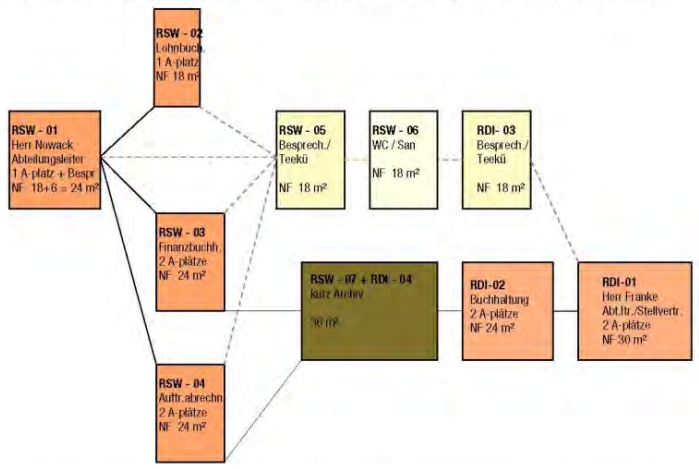 RSW - 02
Lohnbuch.
1 A-platz
NF 18 m²
RSW - 01
Herr Nowack
Abteilungsleiter
1 A-platz + Bespr
NF 18+6 = 24 m²
RSW - 05
Besprech./
Teekü
NF 18 m²
RSW - 06
WC / San
NF 18 m²
RDI- 03
Besprech./
Teekü
NF 18 m²
RSW - 03
Finanzbuchh.
2 A-plätze
NF 24 m²
RSW - 07 + RDI - 04
kurz Archiv
36 m²
RDI-02
Buchhaltung
2 A-plätze
NF 24 m²
RDI-01
Herr Franke
Abt.ltr./Stellvertr.
2 A-plätze
NF 30 m²
RSW - 04
Auftr.abrechn
2 A-plätze
NF 24 m²